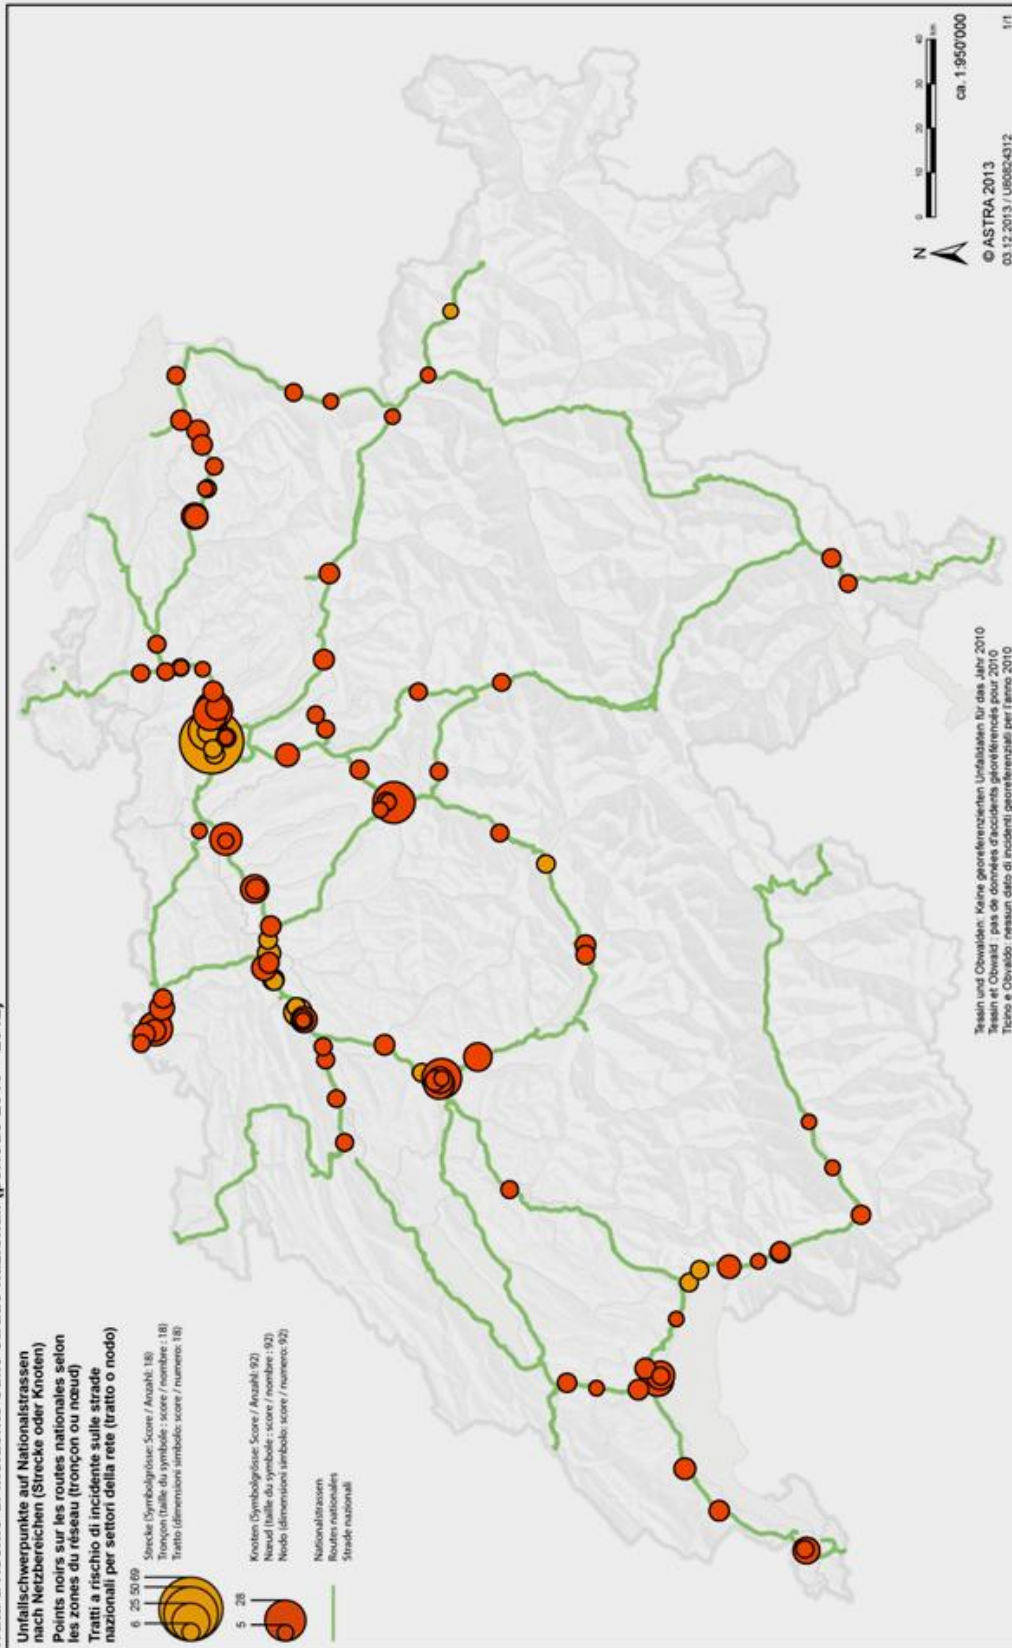 Unfallschwerpunkte auf Nationalstrassen
nach Netzbereichen (Strecke oder Knoten)
Points noirs sur les routes nationales selon
les zones du réseau (tronçon ou nœud)
Tratti a rischio di incidente sulle strade
nazionali per settori della rete (tratto o nodo)
6 25 50 69
Strecke (Symbolgrösse: Score / Anzahl: 18)
Tronçon (taille du symbole : score / nombre : 18)
Tratto (dimensioni simbolo: score / numero: 18)
5 28
Knoten (Symbolgrösse: Score / Anzahl: 92)
Nœud (taille du symbole : score / nombre : 92)
Nodo (dimensioni simbolo: score / numero: 92)
Nationalstrassen
Routes nationales
Strade nazionali
Tessin und Obwalden: Keine georeferenzierten Unfalldaten für das Jahr 2010
Tessin et Obwald : pas de données d'accidents géoréférencés pour 2010
Ticino e Obvaldo: nessun dato di incidenti georeferenziati per l'anno 2010
N
0 10 20 30 40
km
ca. 1:950'000
© ASTRA 2013
03.12.2013 / U80824312
1/1